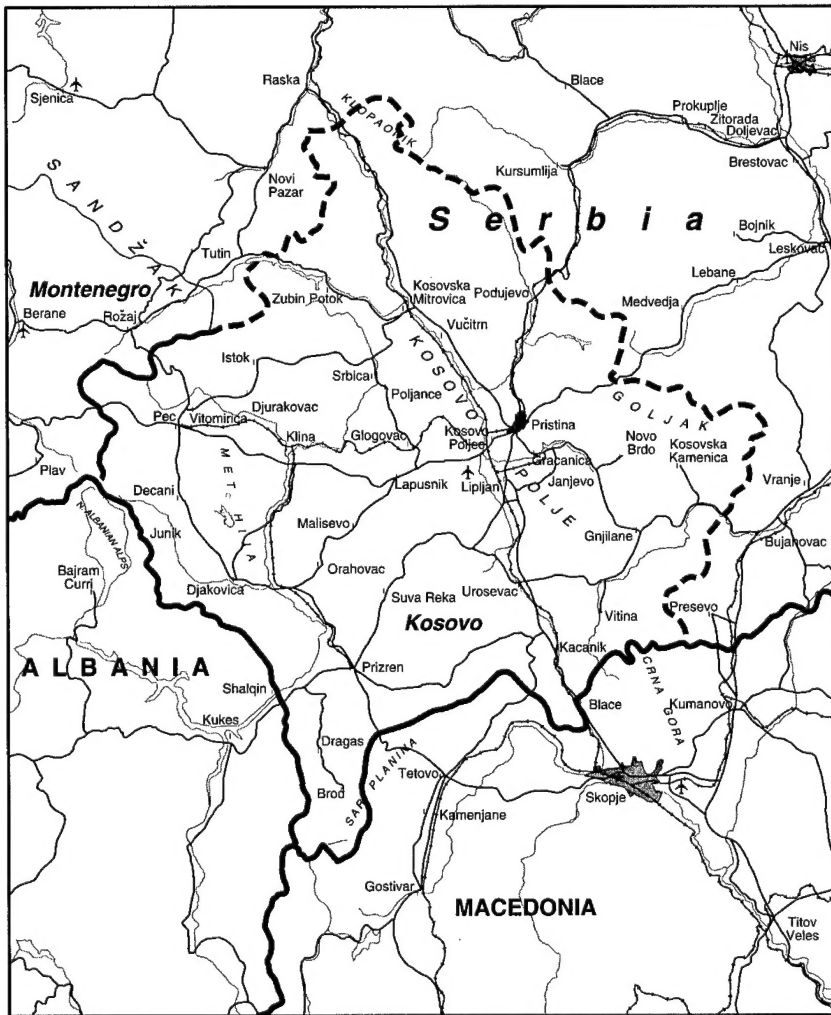 Nis
Raska
Blace
Sjenica
KLOPAONIK
Prokuplje
Zitorada
Doljevac
Kursumlija
Brestovac
SANDŽAK
Novi
Pazar
Serbia
Bojnik
Leskovac
Tutin
Lebane
Montenegro
Zubin Potok
Kosovska
Mitrovica
Podujevo
Medvedja
Berane
Rožaj
Vučitrn
KOSOVO
Istok
Srbica
Poljance
GOLJAK
Pec
Vitomirica
Djurakovac
Klina
Glogovac
Kosovo
Poljec
Pristina
Novo
Brdo
Kosovska
Kamenica
Plav
METOHIJA
Gracanica
Vranje
Decani
Lapusnik
Lipljan
Janjevo
POLJE
Malisevo
Junik
N. ALBANIAN ALPS
Gnjilane
Bujanovac
Bajram
Curri
Orahovac
Djakovica
Suva Reka
Urosevac
Vitina
Presevo
Kosovo
Kacanik
ALBANIA
Prizren
Shalqin
CRNA GORA
Blace
Kumanovo
Kukes
Dragas
SAR PLANINA
Tetovo
Brod
Skopje
Kamenjane
Gostivar
MACEDONIA
Titov
Veles